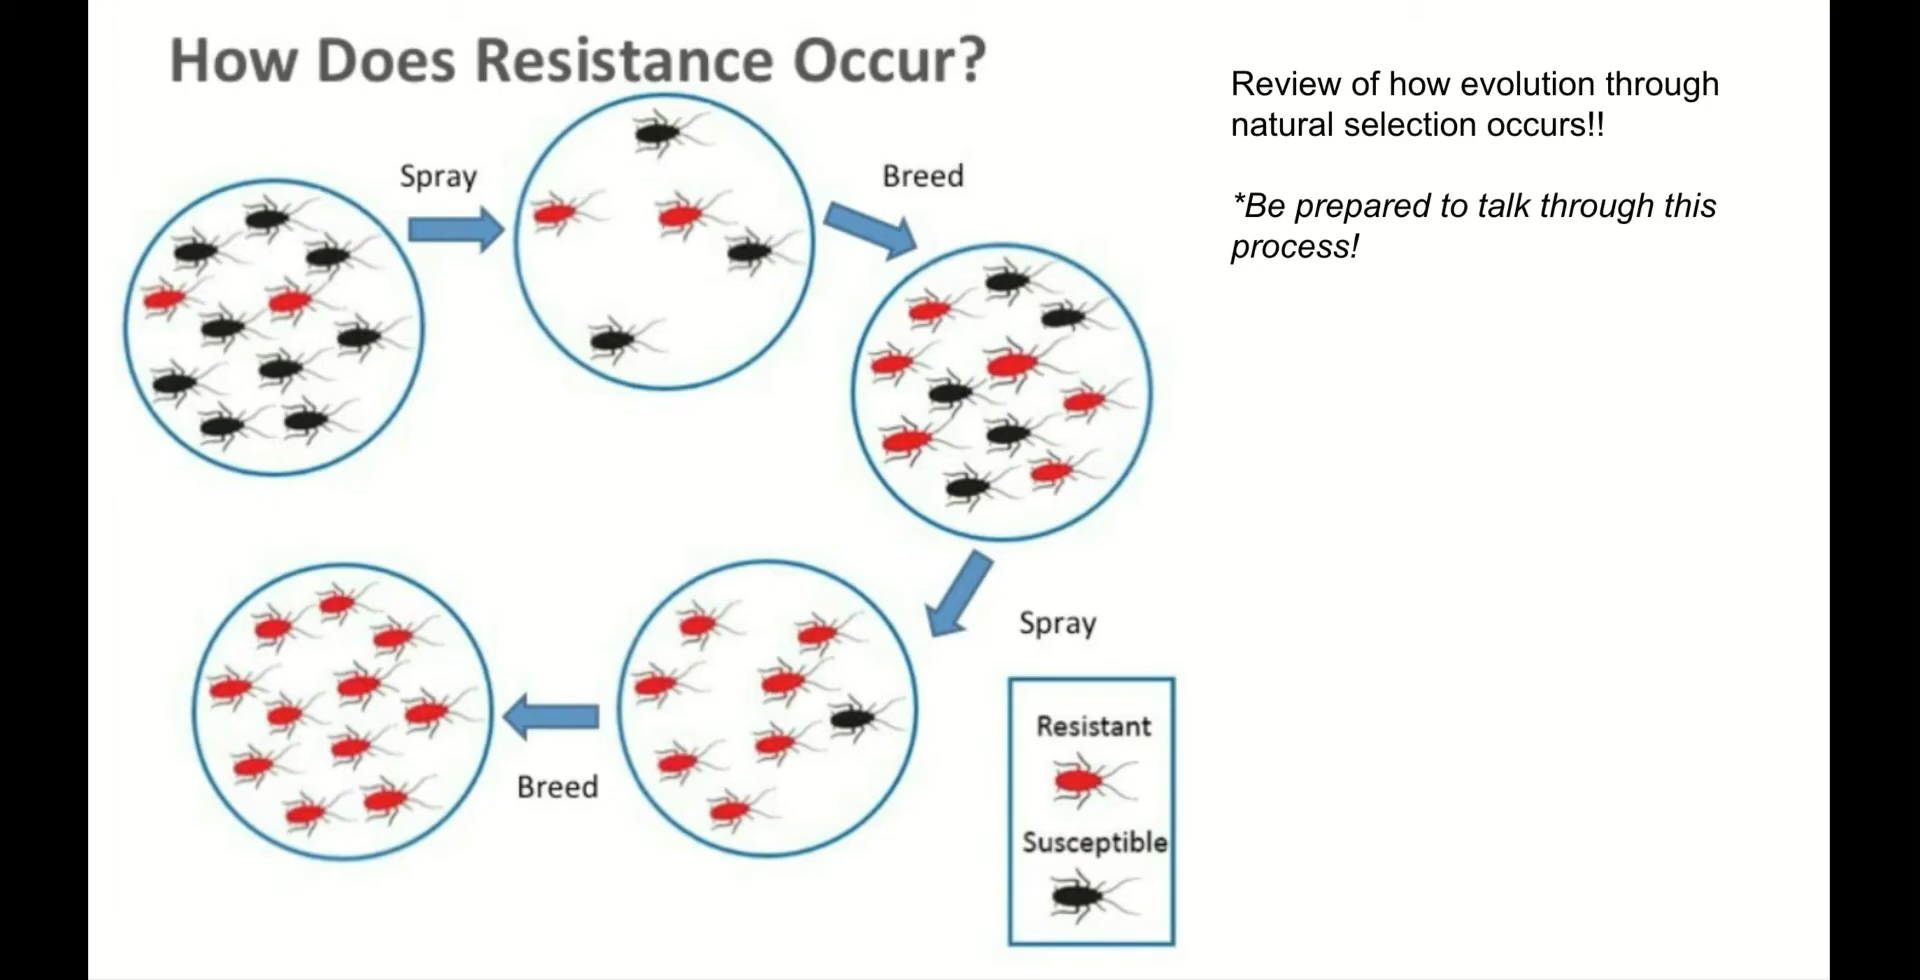 How Does Resistance Occur?
Review of how evolution through
natural selection occurs!!
*Be prepared to talk through this
process!
Spray
Breed
Spray
Breed
Resistant
Susceptible